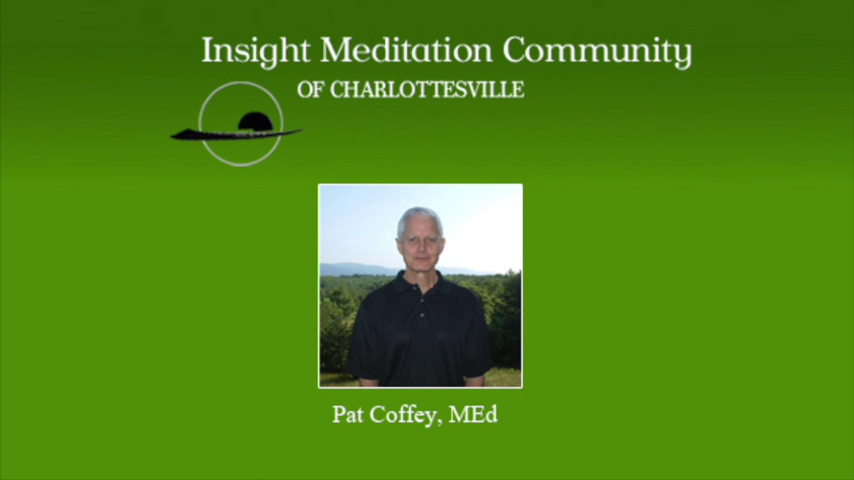 Insight Meditation Community
OF CHARLOTTESVILLE
Pat Coffey, MEd